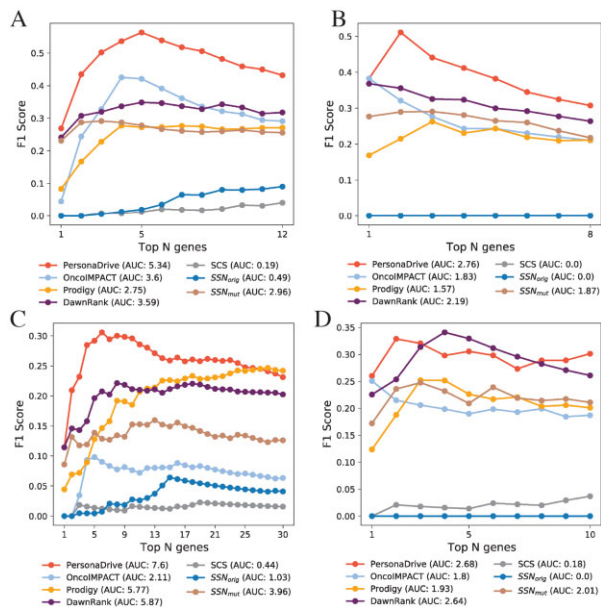 A
F1 Score
0.5
0.4
0.3
0.2
0.1
0.0
1 5 12
Top N genes
PersonaDrive (AUC: 5.34)
OncoIMPACT (AUC: 3.6)
Prodigy (AUC: 2.75)
DawnRank (AUC: 3.59)
SCS (AUC: 0.19)
SSNorig (AUC: 0.49)
SSNmut (AUC: 2.96)
B
F1 Score
0.5
0.4
0.3
0.2
0.1
0.0
1 8
Top N genes
PersonaDrive (AUC: 2.76)
OncoIMPACT (AUC: 1.83)
Prodigy (AUC: 1.57)
DawnRank (AUC: 2.19)
SCS (AUC: 0.0)
SSNorig (AUC: 0.0)
SSNmut (AUC: 1.87)
C
F1 Score
0.30
0.25
0.20
0.15
0.10
0.05
0.00
1 5 9 13 17 21 25 30
Top N genes
PersonaDrive (AUC: 7.6)
OncoIMPACT (AUC: 2.11)
Prodigy (AUC: 5.77)
DawnRank (AUC: 5.87)
SCS (AUC: 0.44)
SSNorig (AUC: 1.03)
SSNmut (AUC: 3.96)
D
F1 Score
0.35
0.30
0.25
0.20
0.15
0.10
0.05
0.00
1 5 10
Top N genes
PersonaDrive (AUC: 2.68)
OncoIMPACT (AUC: 1.8)
Prodigy (AUC: 1.93)
DawnRank (AUC: 2.64)
SCS (AUC: 0.18)
SSNorig (AUC: 0.0)
SSNmut (AUC: 2.01)